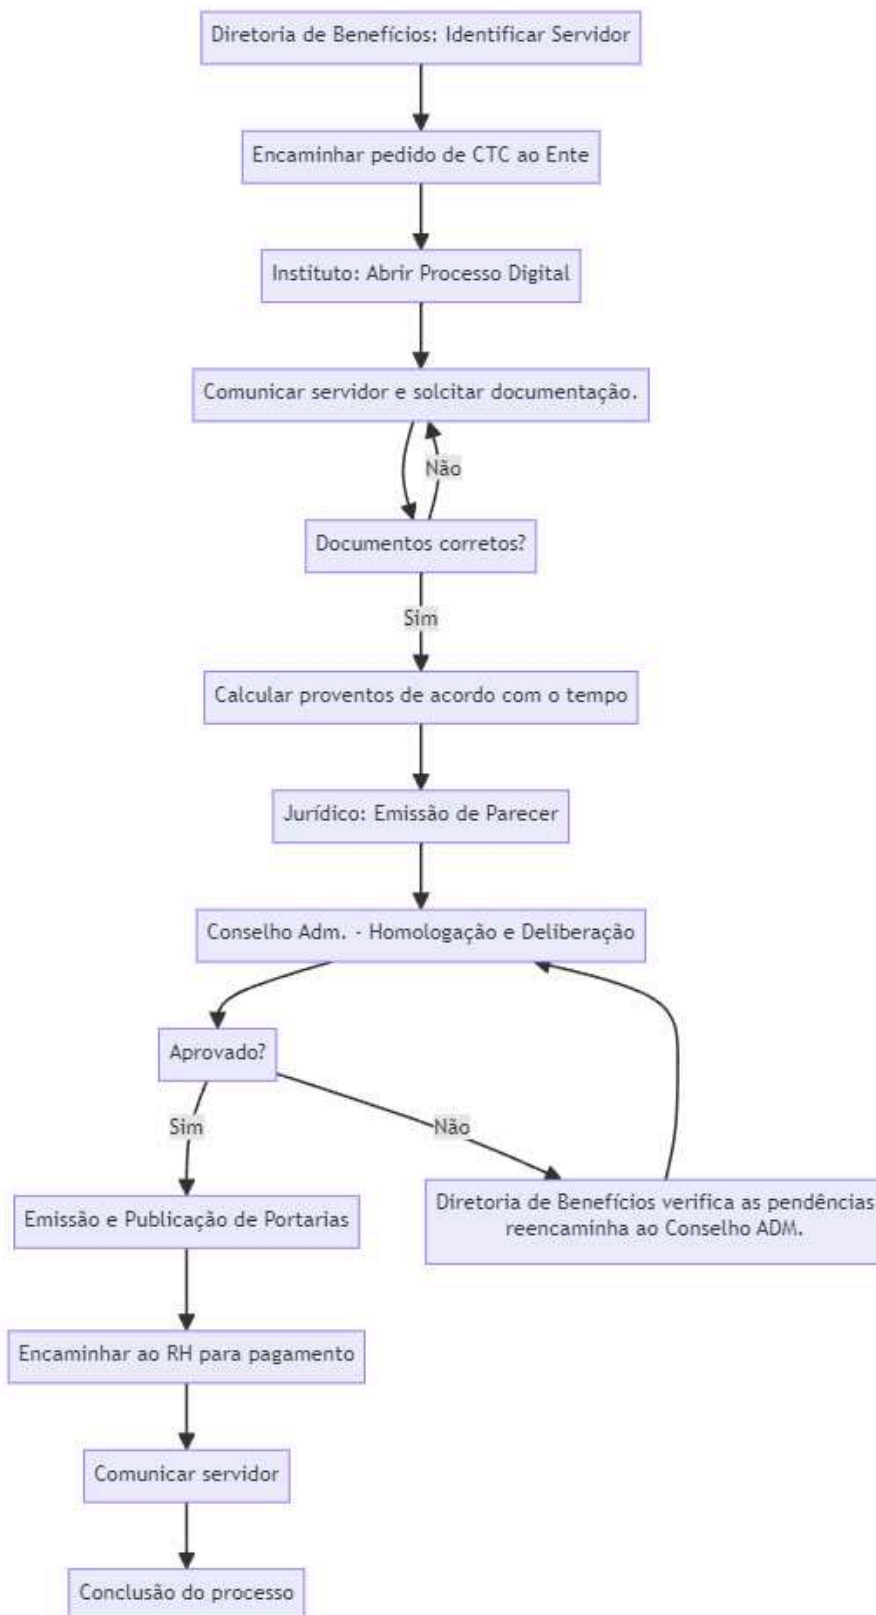 Diretoria de Benefícios: Identificar Servidor
Encaminhar pedido de CTC ao Ente
Instituto: Abrir Processo Digital
Comunicar servidor e solcitar documentação.
Não
Documentos corretos?
Sim
Calcular proventos de acordo com o tempo
Jurídico: Emissão de Parecer
Conselho Adm. - Homologação e Deliberação
Aprovado?
Sim
Não
Diretoria de Benefícios verifica as pendências
reencaminha ao Conselho ADM.
Emissão e Publicação de Portarias
Encaminhar ao RH para pagamento
Comunicar servidor
Conclusão do processo